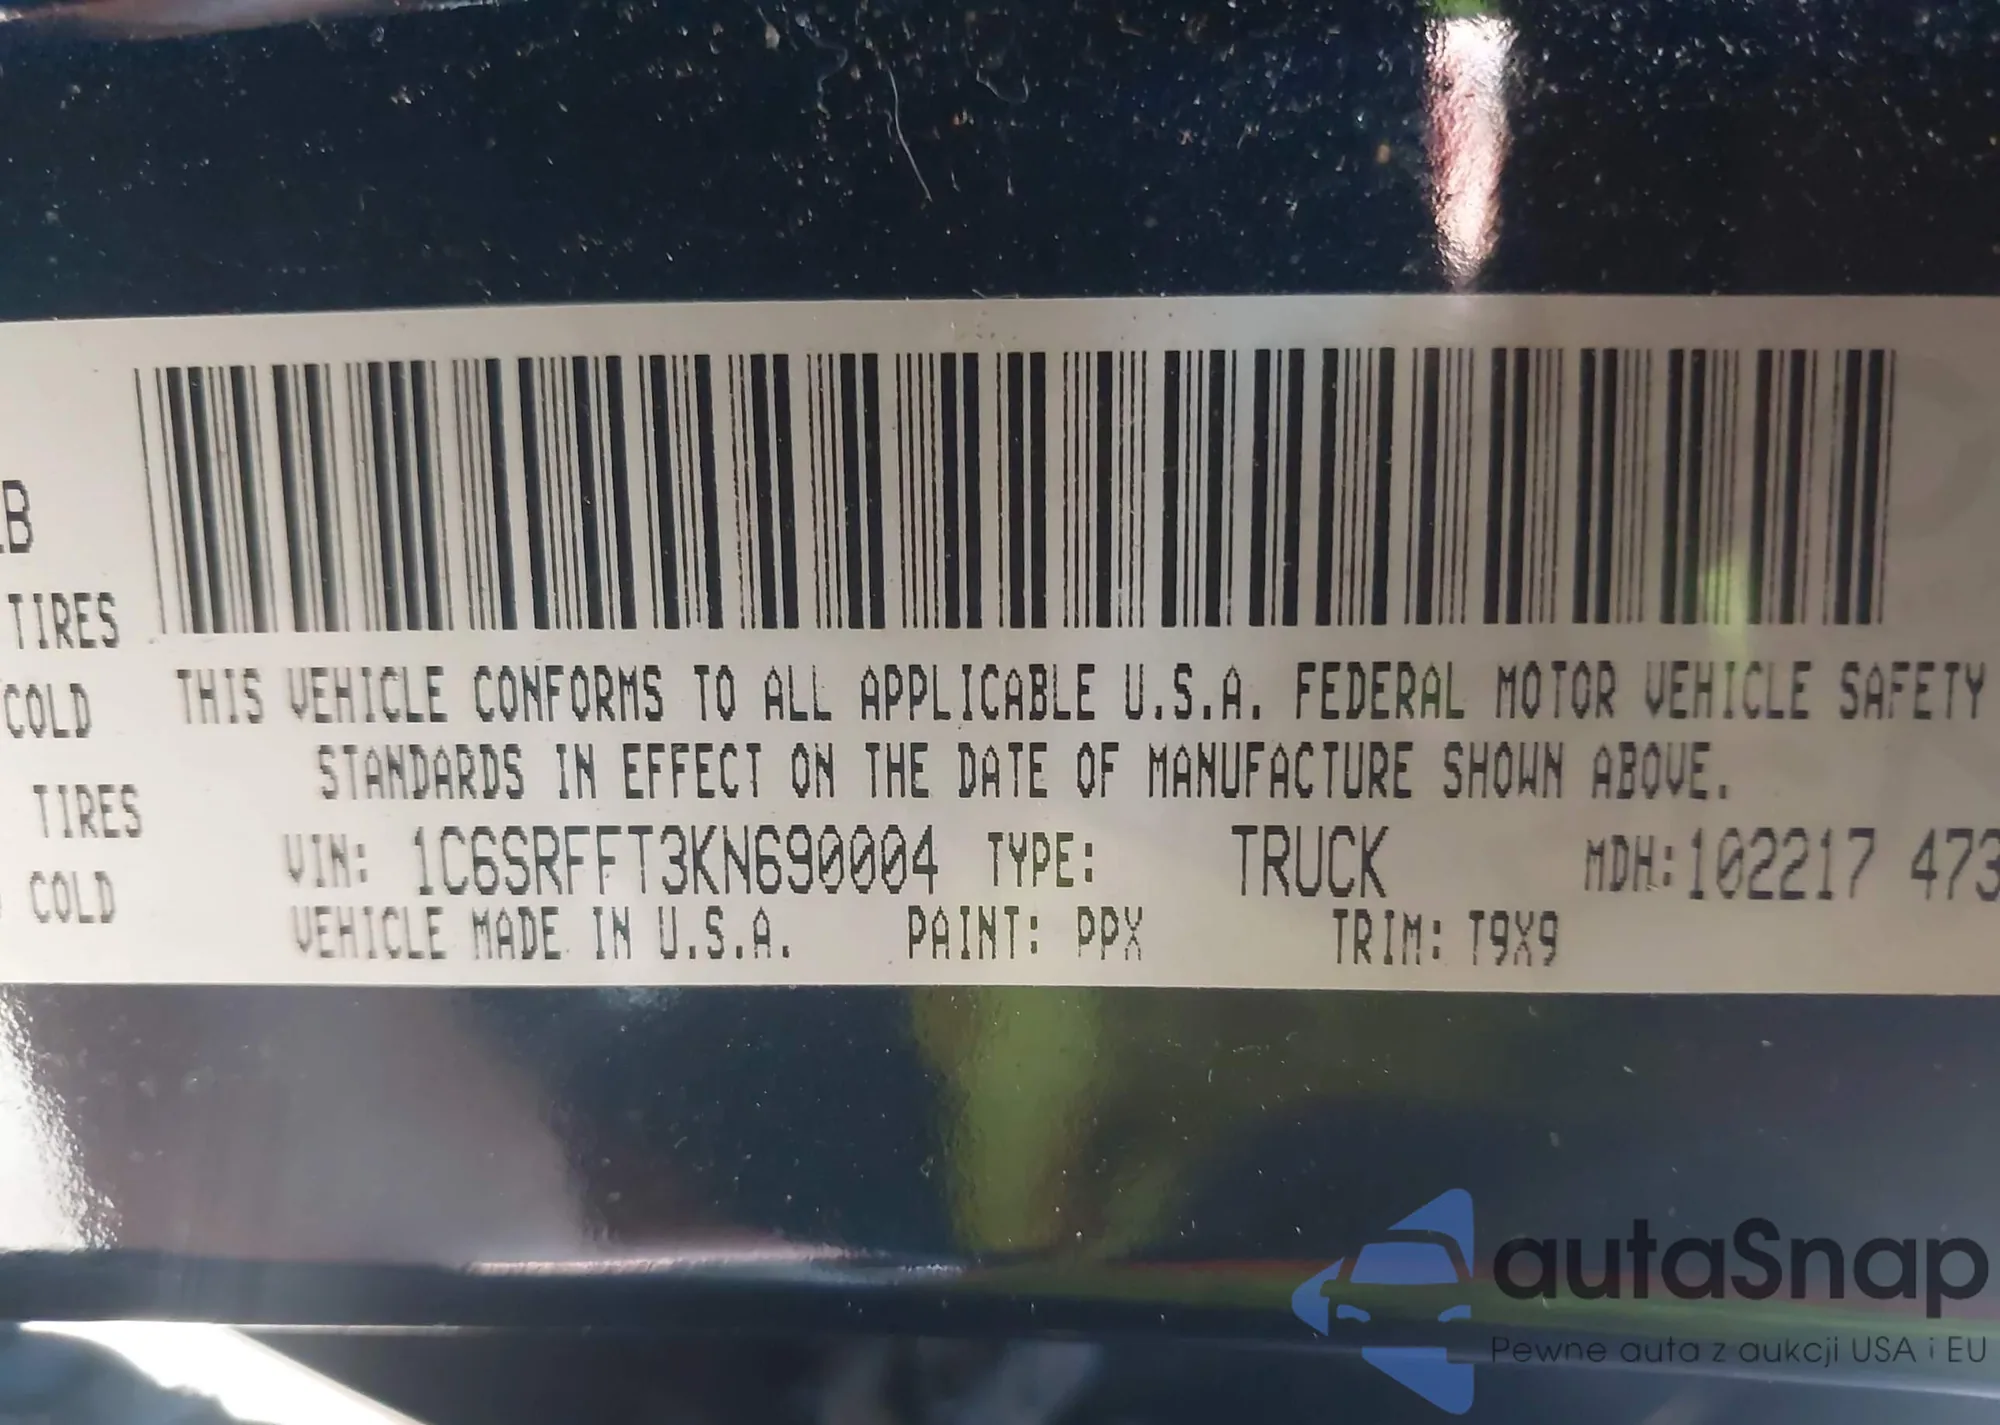 B
TIRES
COLD
TIRES
COLD
THIS VEHICLE CONFORMS TO ALL APPLICABLE U.S.A. FEDERAL MOTOR VEHICLE SAFETY
STANDARDS IN EFFECT ON THE DATE OF MANUFACTURE SHOWN ABOVE.
VIN: 1C6SRFFT3KN690004 TYPE: TRUCK MDH:102217 473
VEHICLE MADE IN U.S.A. PAINT: PPX TRIM: T9X9
autaSnap
Pewne auta z aukcji USA i EU